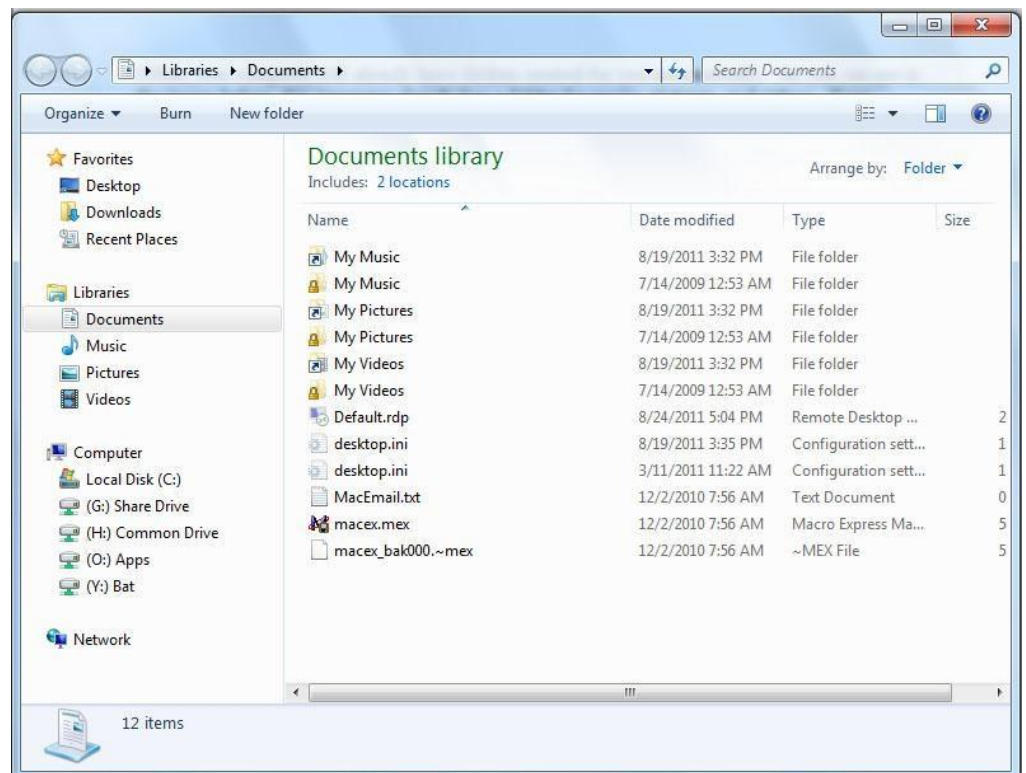 Libraries Documents
Search Documents
Organize Burn New folder
Favorites
Desktop
Downloads
Recent Places
Libraries
Documents
Music
Pictures
Videos
Computer
Local Disk (C:)
(G:) Share Drive
(H:) Common Drive
(O:) Apps
(Y:) Bat
Network
Documents library
Includes: 2 locations
Arrange by: Folder
Name Date modified Type Size
My Music 8/19/2011 3:32 PM File folder
My Music 7/14/2009 12:53 AM File folder
My Pictures 8/19/2011 3:32 PM File folder
My Pictures 7/14/2009 12:53 AM File folder
My Videos 8/19/2011 3:32 PM File folder
My Videos 7/14/2009 12:53 AM File folder
Default.rdp 8/24/2011 5:04 PM Remote Desktop ... 2
desktop.ini 8/19/2011 3:35 PM Configuration sett... 1
desktop.ini 3/11/2011 11:22 AM Configuration sett... 1
MacEmail.txt 12/2/2010 7:56 AM Text Document 0
macex.mex 12/2/2010 7:56 AM Macro Express Ma... 5
macex_bak000.~mex 12/2/2010 7:56 AM ~MEX File 5
12 items